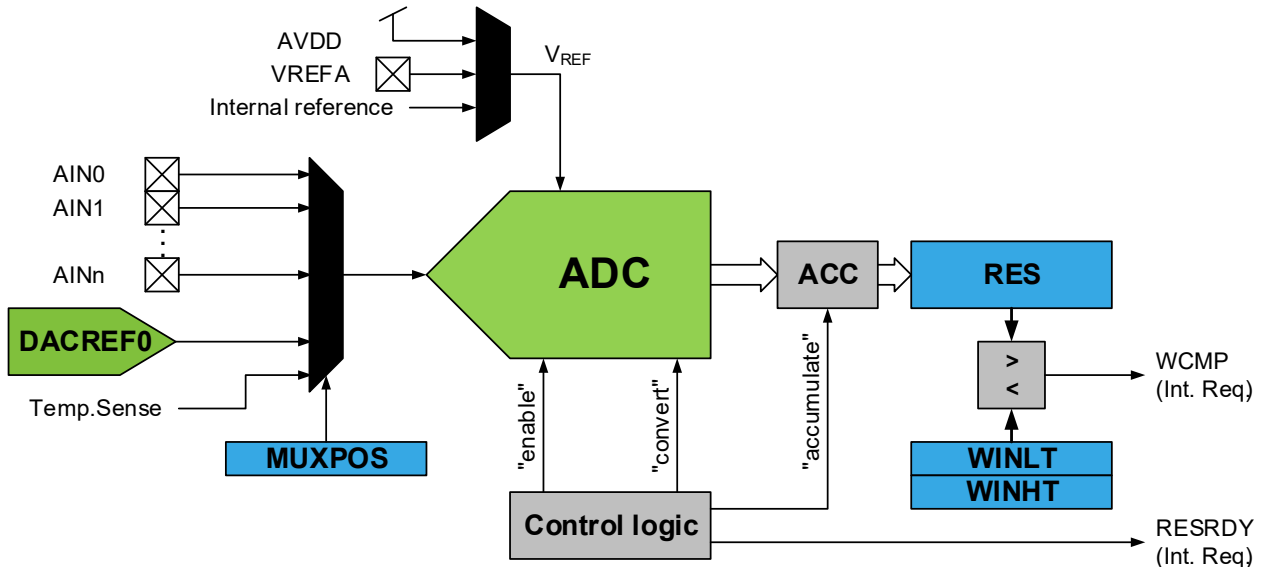 AVDD
VREFA
Internal reference
VREF
AIN0
AIN1
AINn
DACREF0
Temp.Sense
MUXPOS
ADC
ACC
RES
"enable"
"convert"
"accumulate"
>
<
WCMP
(Int. Req)
WINLT
WINHT
Control logic
RESRDY
(Int. Req)